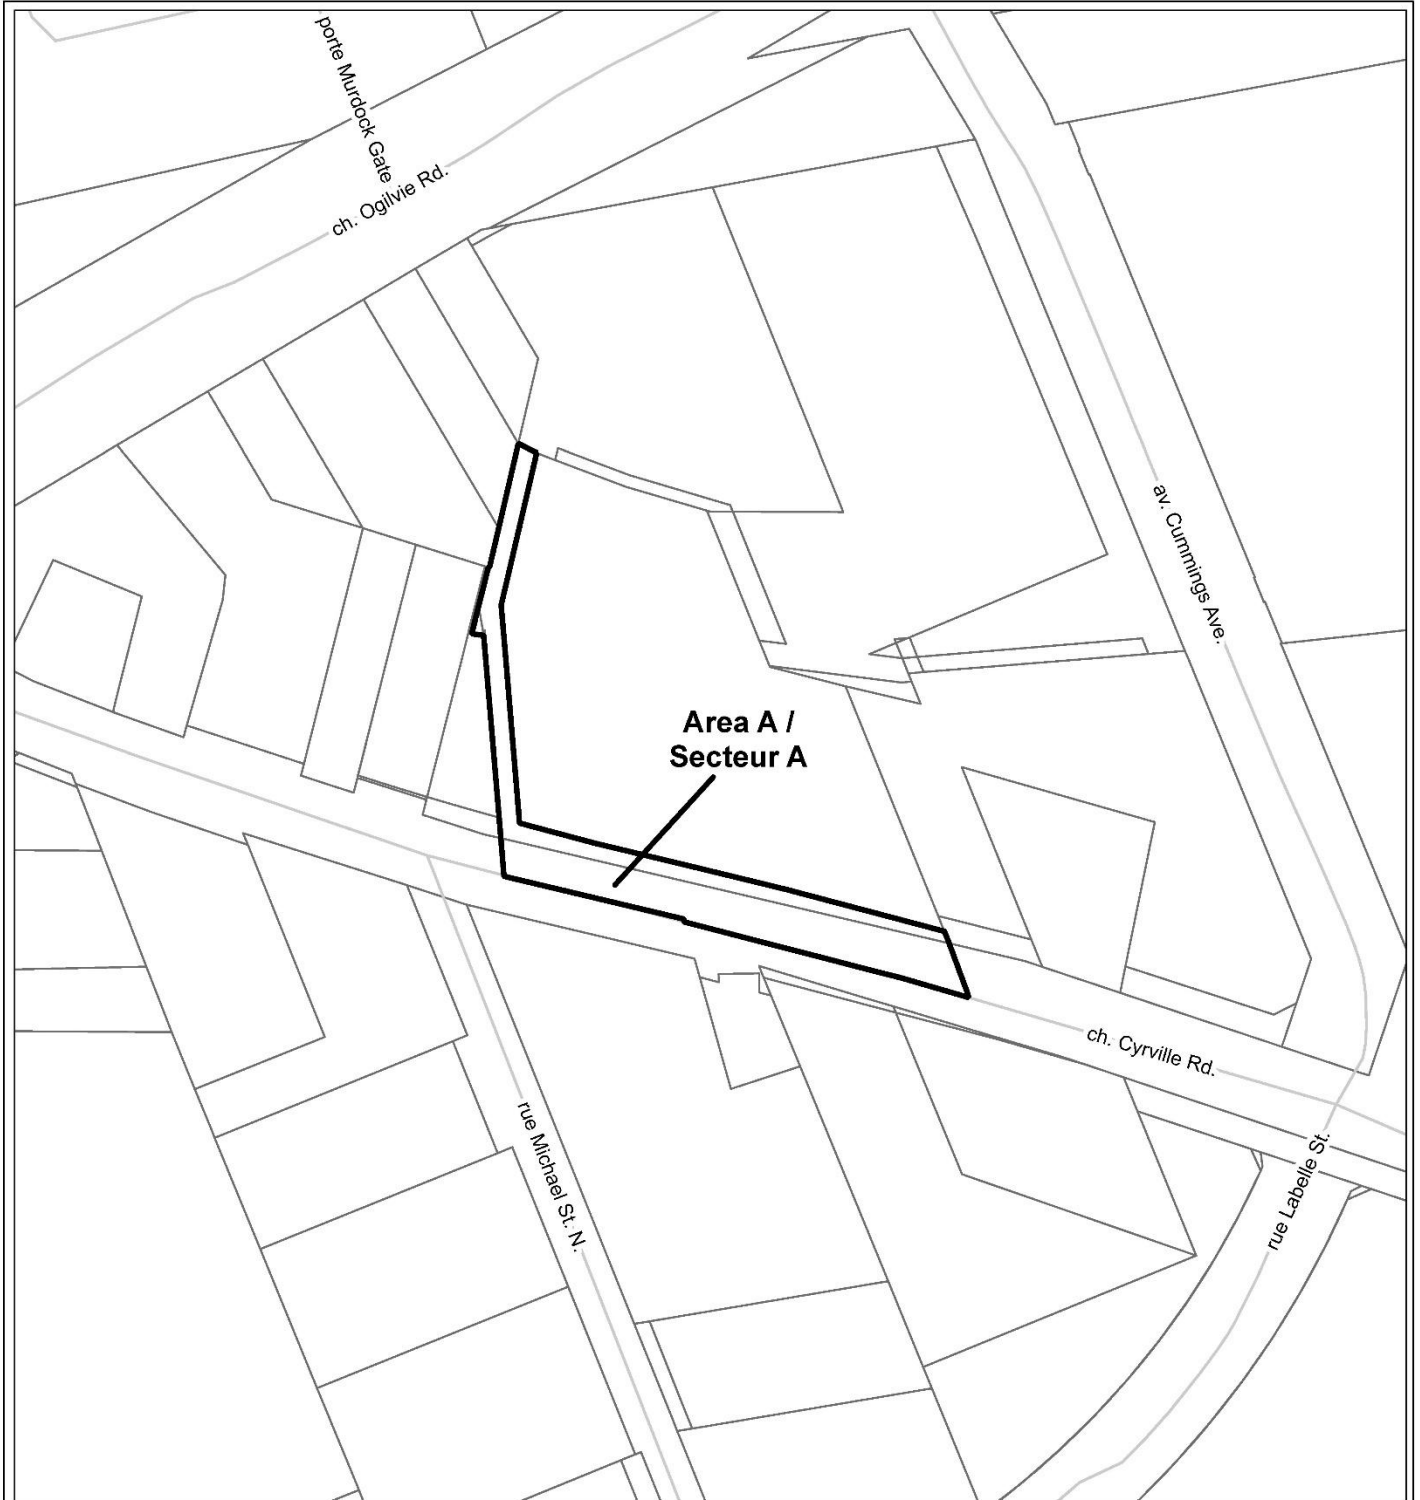 porte Murdock Gate
ch. Ogilvie Rd.
av. Cummings Ave.
Area A /
Secteur A
ch. Cyrville Rd.
rue Michael St. N.
rue Labelle St.